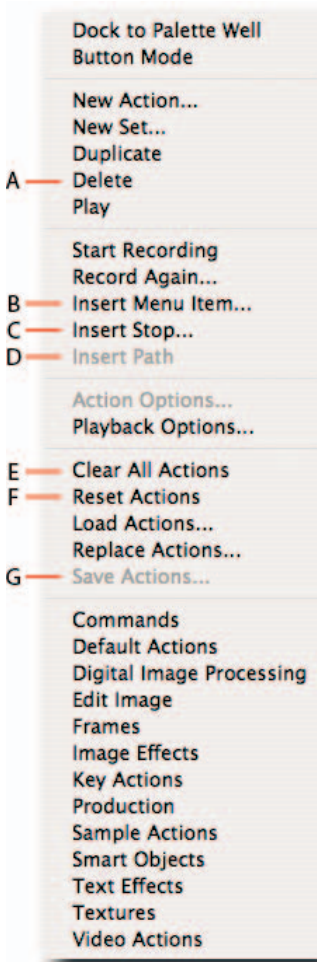 Dock to Palette Well
Button Mode
New Action...
New Set...
Duplicate
A Delete
Play
Start Recording
Record Again...
B Insert Menu Item...
C Insert Stop...
D Insert Path
Action Options...
Playback Options...
E Clear All Actions
F Reset Actions
Load Actions...
Replace Actions...
G Save Actions...
Commands
Default Actions
Digital Image Processing
Edit Image
Frames
Image Effects
Key Actions
Production
Sample Actions
Smart Objects
Text Effects
Textures
Video Actions